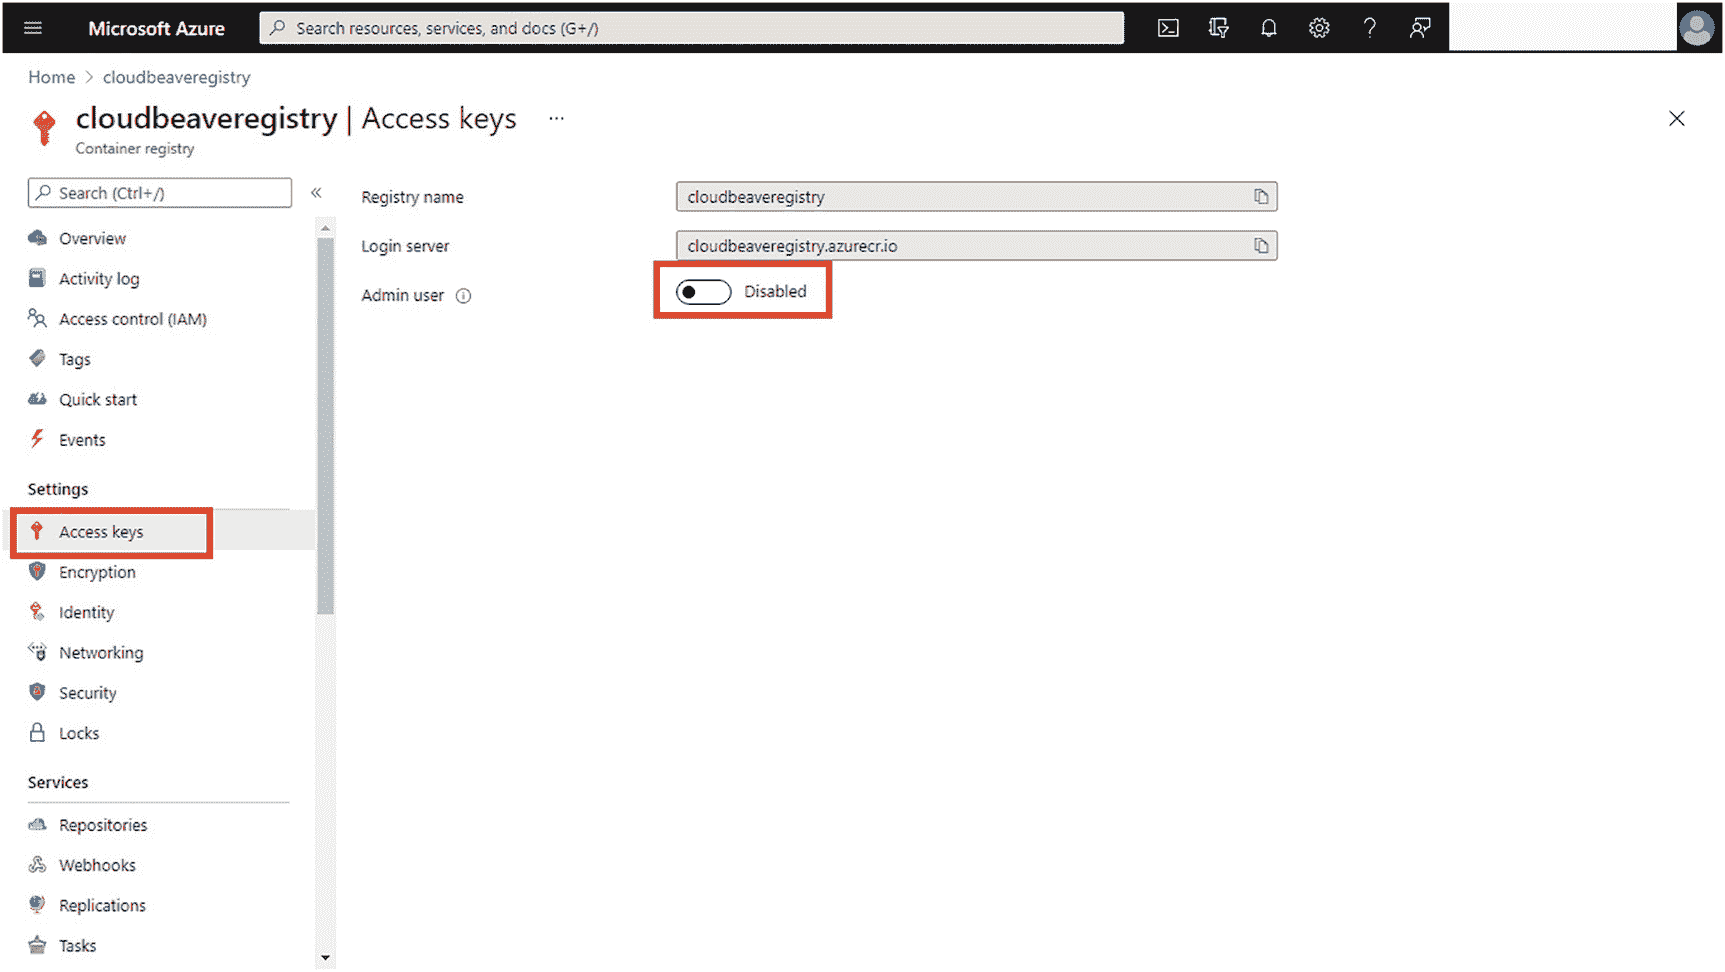 Microsoft Azure
Search resources, services, and docs (G+/)
Home > cloudbeaveregistry
cloudbeaveregistry | Access keys ...
Container registry
Search (Ctrl+/)
«
Overview
Activity log
Access control (IAM)
Tags
Quick start
Events
Settings
Access keys
Encryption
Identity
Networking
Security
Locks
Services
Repositories
Webhooks
Replications
Tasks
Registry name
cloudbeaveregistry
Login server
cloudbeaveregistry.azurecr.io
Admin user
Disabled